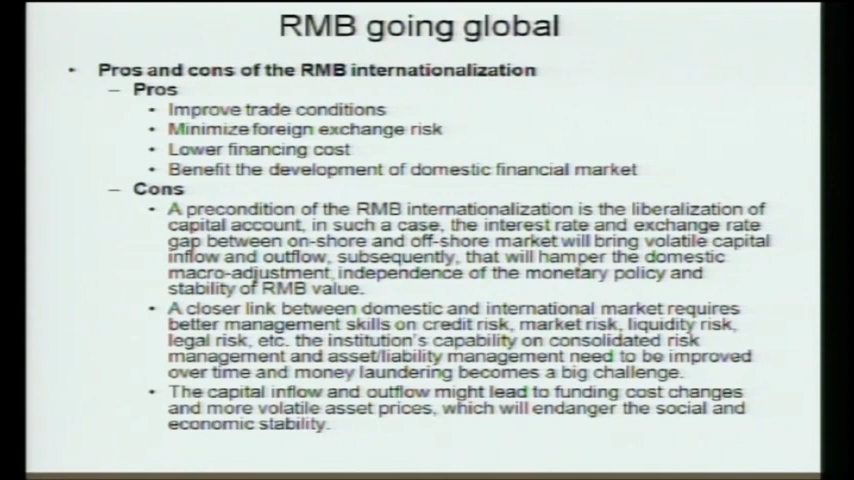 RMB going global
• Pros and cons of the RMB internationalization
– Pros
• Improve trade conditions
• Minimize foreign exchange risk
• Lower financing cost
• Benefit the development of domestic financial market
– Cons
• A precondition of the RMB internationalization is the liberalization of
capital account, in such a case, the interest rate and exchange rate
gap between on-shore and off-shore market will bring volatile capital
inflow and outflow, subsequently, that will hamper the domestic
macro-adjustment, independence of the monetary policy and
stability of RMB value.
• A closer link between domestic and international market requires
better management skills on credit risk, market risk, liquidity risk,
legal risk, etc. the institution's capability on consolidated risk
management and asset/liability management need to be improved
over time and money laundering becomes a big challenge.
• The capital inflow and outflow might lead to funding cost changes
and more volatile asset prices, which will endanger the social and
economic stability.